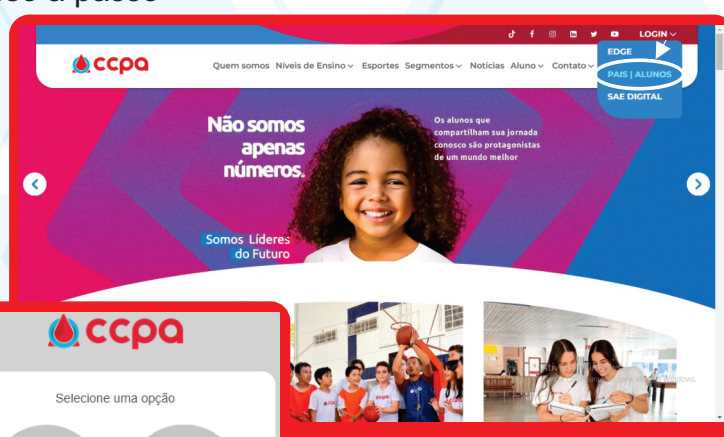 LOGIN
EDGE
PAIS | ALUNOS
SAE DIGITAL
ccpa
Quem somos Níveis de Ensino Esportes Segmentos Notícias Aluno Contato
Não somos
apenas
números.
Os alunos que
compartilham sua jornada
conosco são protagonistas
de um mundo melhor
Somos Líderes
do Futuro
ccpa
Selecione uma opção